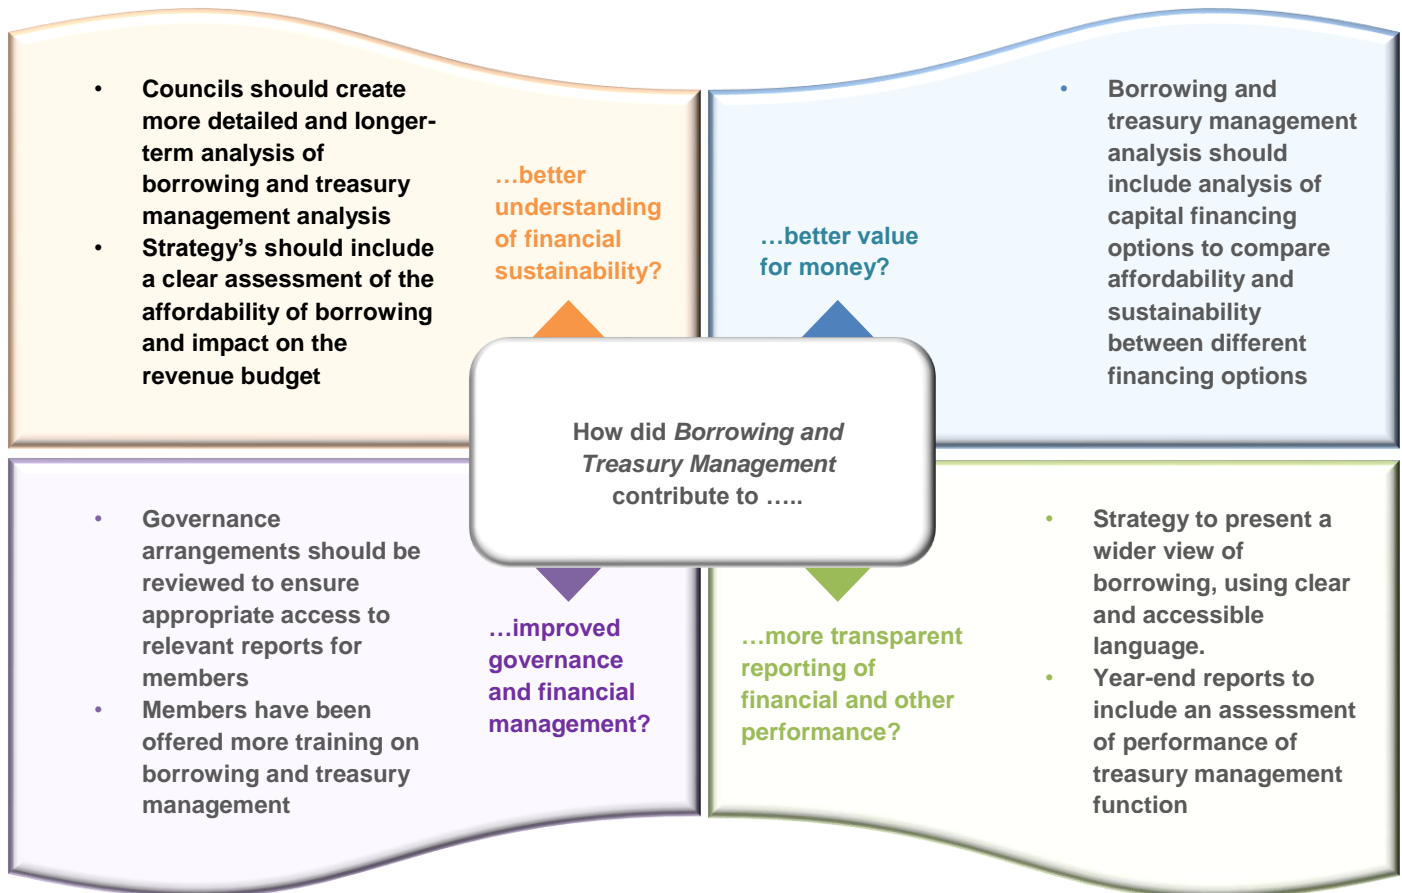 • Councils should create
more detailed and longer-
term analysis of
borrowing and treasury
management analysis
• Strategy's should include
a clear assessment of the
affordability of borrowing
and impact on the
revenue budget
…better
understanding
of financial
sustainability?
…better value
for money?
• Borrowing and
treasury management
analysis should
include analysis of
capital financing
options to compare
affordability and
sustainability
between different
financing options
How did Borrowing and
Treasury Management
contribute to …..
• Governance
arrangements should be
reviewed to ensure
appropriate access to
relevant reports for
members
• Members have been
offered more training on
borrowing and treasury
management
…improved
governance
and financial
management?
…more transparent
reporting of
financial and other
performance?
• Strategy to present a
wider view of
borrowing, using clear
and accessible
language.
• Year-end reports to
include an assessment
of performance of
treasury management
function